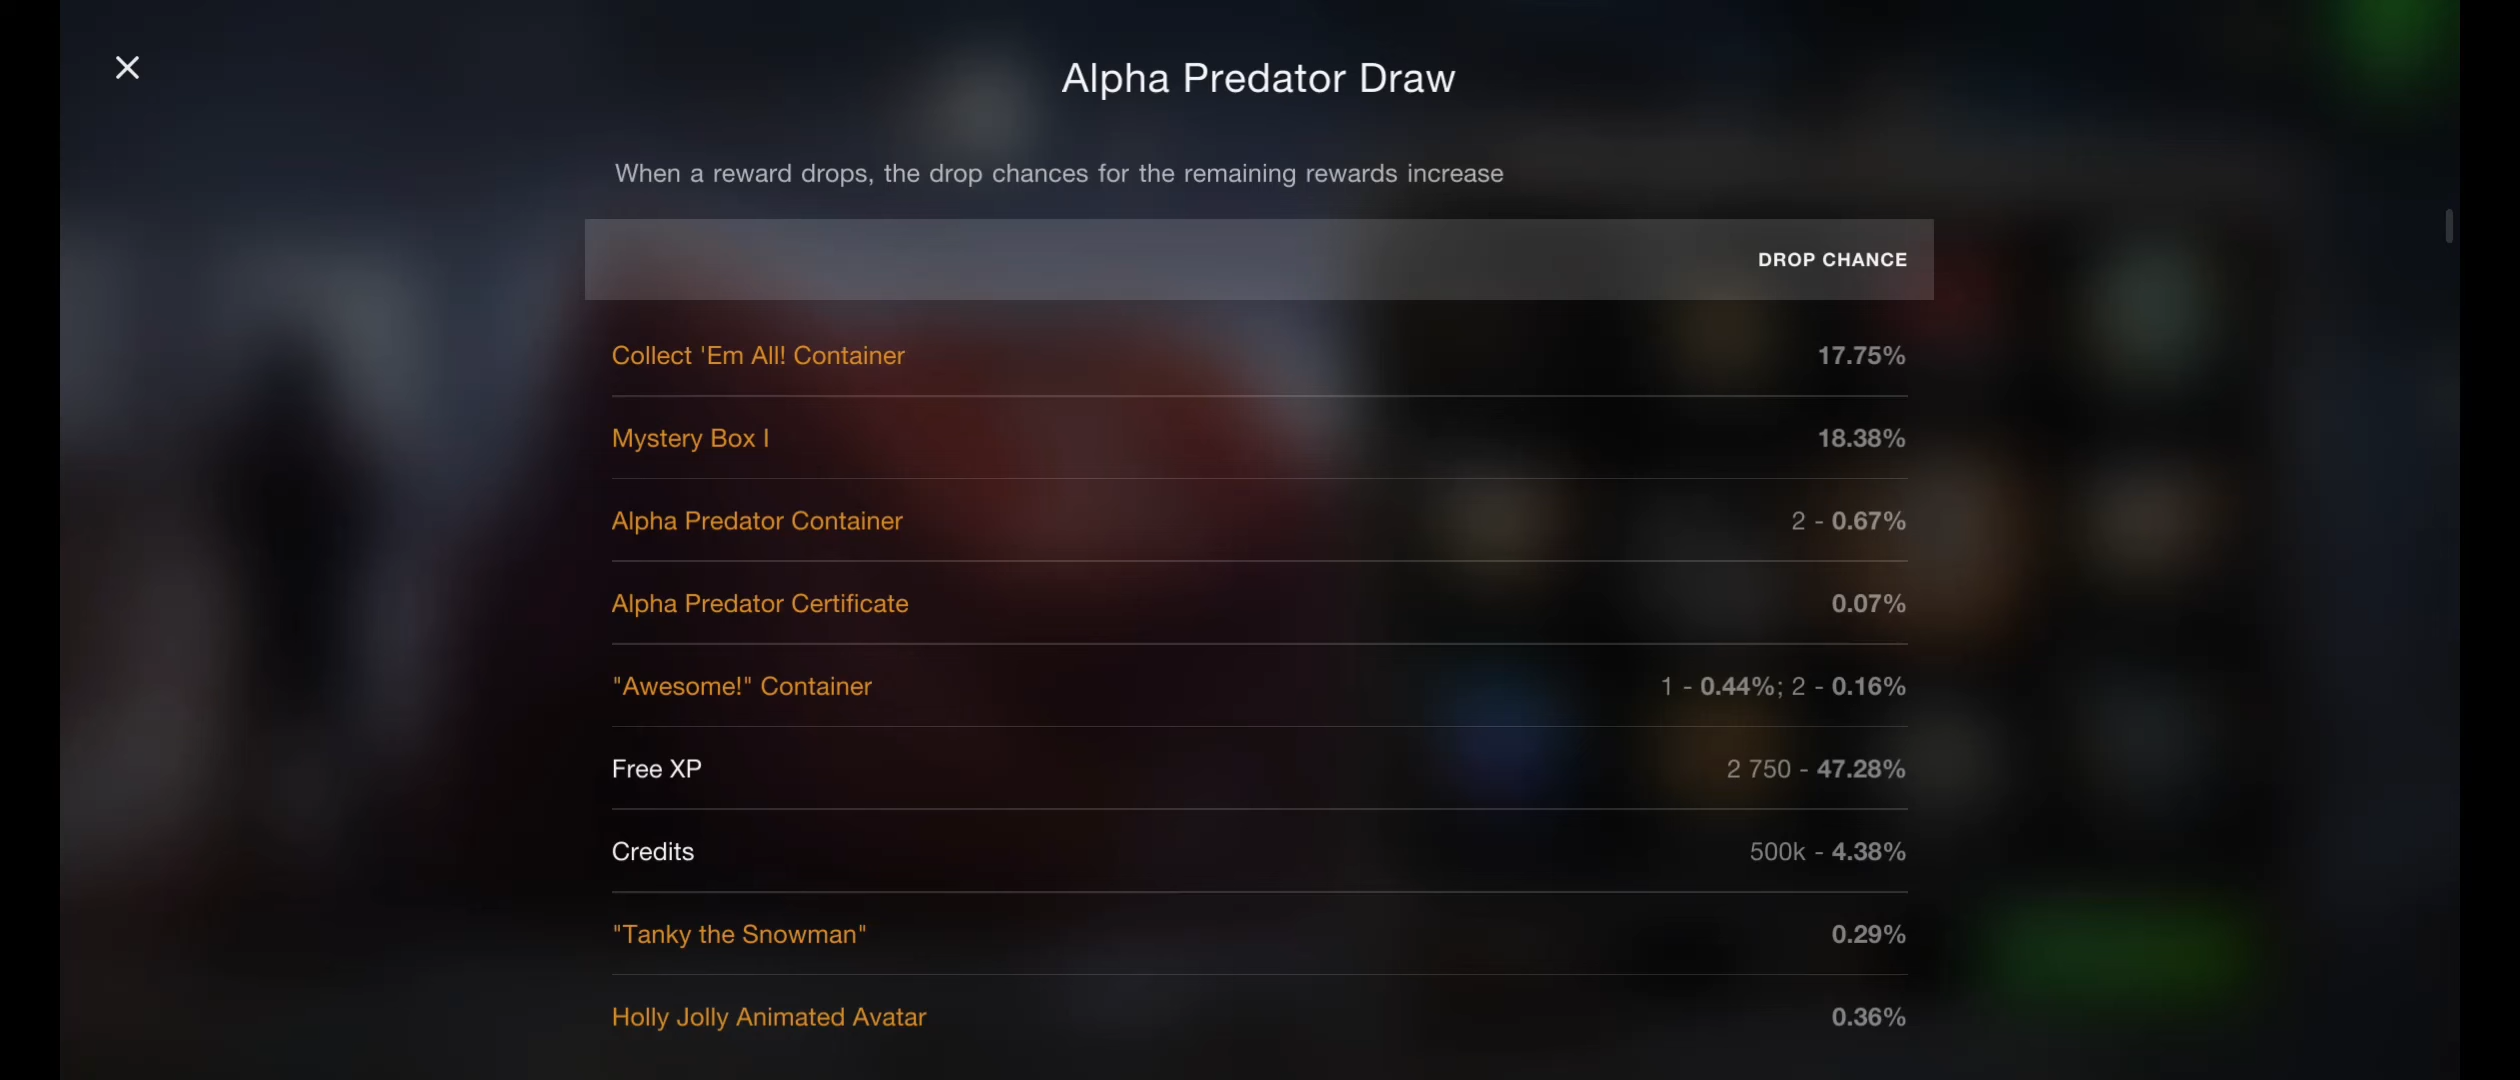 Alpha Predator Draw
When a reward drops, the drop chances for the remaining rewards increase
DROP CHANCE
Collect 'Em All! Container 17.75%
Mystery Box I 18.38%
Alpha Predator Container 2 - 0.67%
Alpha Predator Certificate 0.07%
"Awesome!" Container 1 - 0.44%; 2 - 0.16%
Free XP 2 750 - 47.28%
Credits 500k - 4.38%
"Tanky the Snowman" 0.29%
Holly Jolly Animated Avatar 0.36%